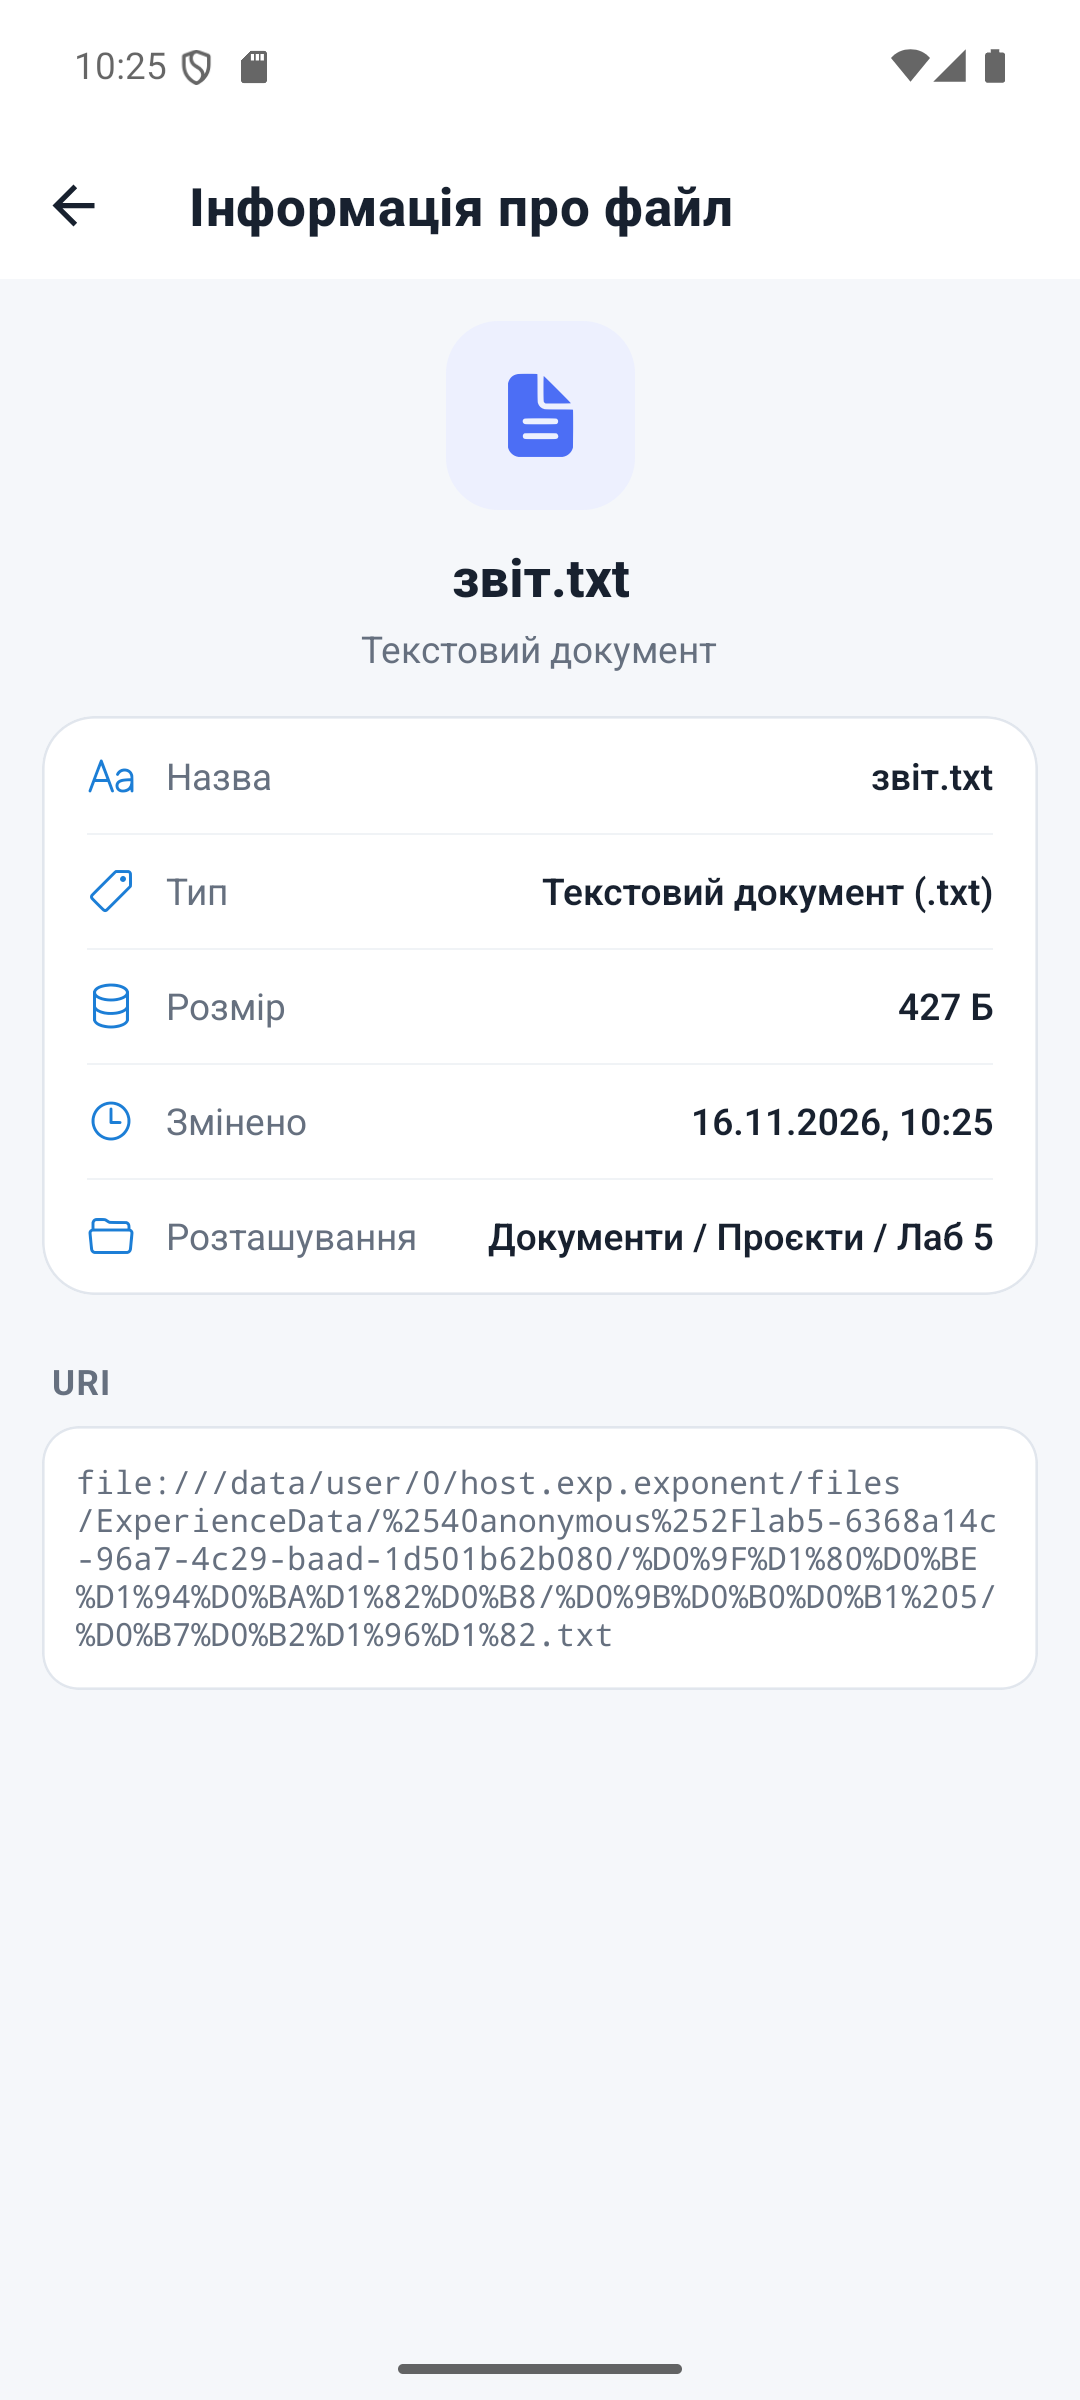 10:25
Інформація про файл
звіт.txt
Текстовий документ
Aa Назва звіт.txt
Тип Текстовий документ (.txt)
Розмір 427 Б
Змінено 16.11.2026, 10:25
Розташування Документи / Проєкти / Лаб 5
URI
file:///data/user/0/host.exp.exponent/files
/ExperienceData/%2540anonymous%252Flab5-6368a14c
-96a7-4c29-baad-1d501b62b080/%D0%9F%D1%80%D0%BE
%D1%94%D0%BA%D1%82%D0%B8/%D0%9B%D0%B0%D0%B1%205/
%D0%B7%D0%B2%D1%96%D1%82.txt